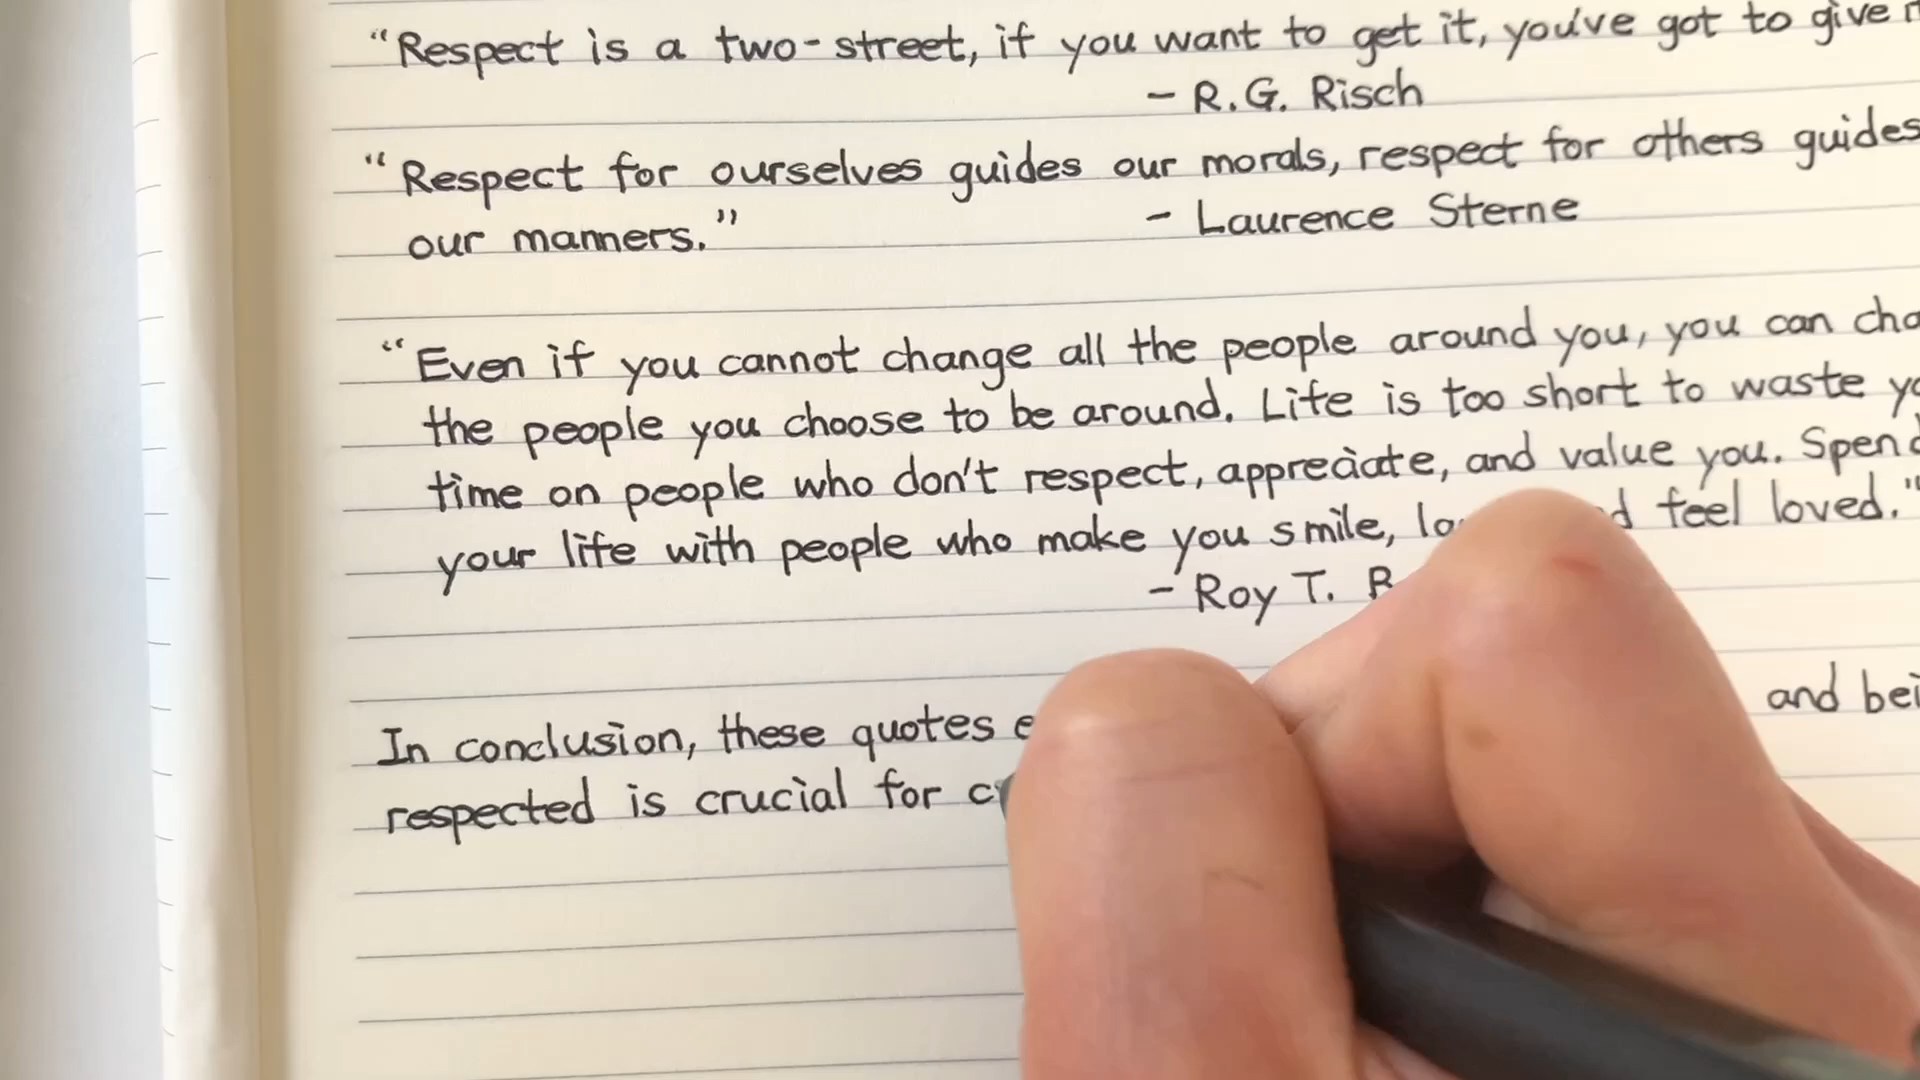 "Respect is a two-street, if you want to get it, you've got to give
- R.G. Risch
"Respect for ourselves guides our morals, respect for others guides
our manners."
- Laurence Sterne
"Even if you cannot change all the people around you, you can
the people you choose to be around. Life is too short to waste
time on people who don't respect, appreciate, and value you. Spend
your life with people who make you smile, feel loved."
- Roy T.
In conclusion, these quotes and
respected is crucial for